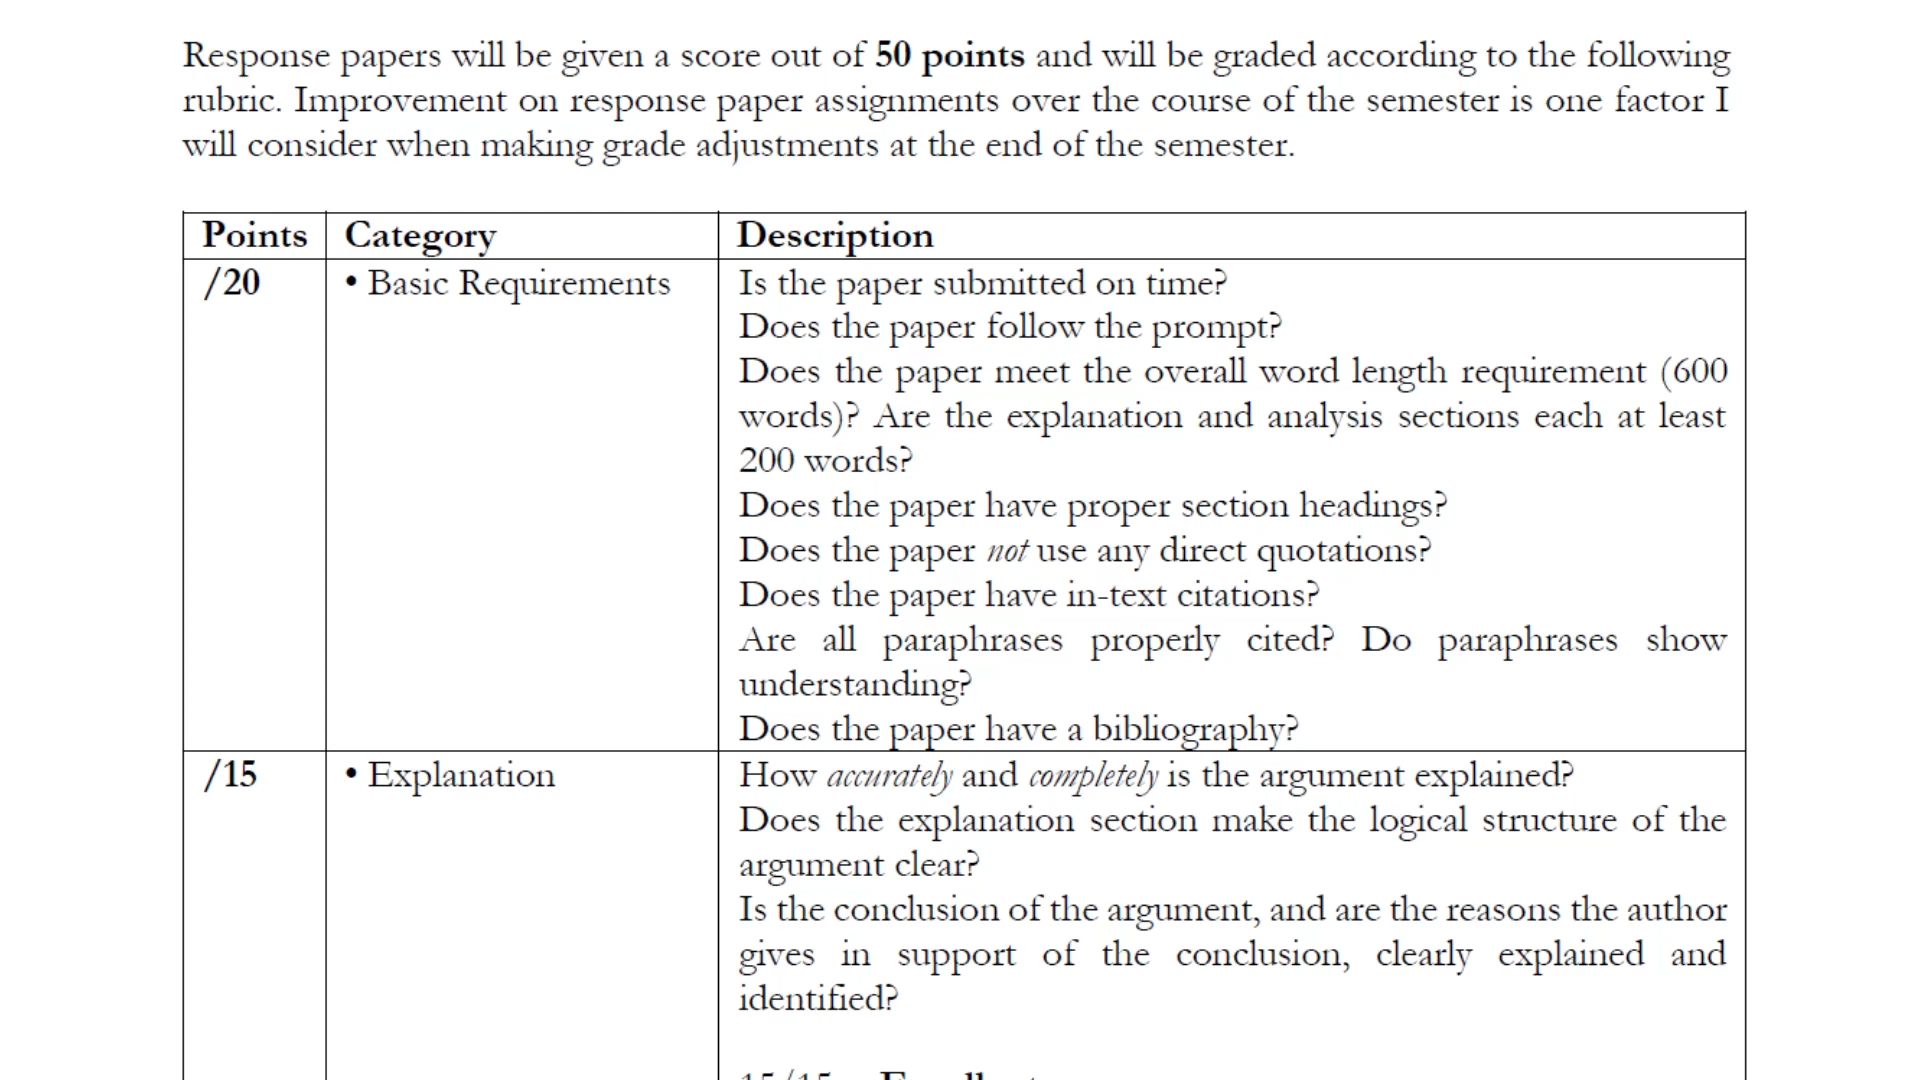 Response papers will be given a score out of 50 points and will be graded according to the following
rubric. Improvement on response paper assignments over the course of the semester is one factor I
will consider when making grade adjustments at the end of the semester.
Points Category Description
/20 • Basic Requirements Is the paper submitted on time?
Does the paper follow the prompt?
Does the paper meet the overall word length requirement (600
words)? Are the explanation and analysis sections each at least
200 words?
Does the paper have proper section headings?
Does the paper not use any direct quotations?
Does the paper have in-text citations?
Are all paraphrases properly cited? Do paraphrases show
understanding?
Does the paper have a bibliography?
/15 • Explanation How accurately and completely is the argument explained?
Does the explanation section make the logical structure of the
argument clear?
Is the conclusion of the argument, and are the reasons the author
gives in support of the conclusion, clearly explained and
identified?